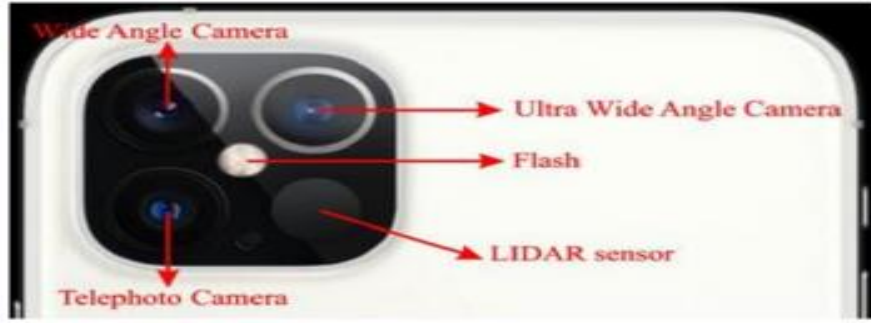 Wide Angle Camera
Ultra Wide Angle Camera
Flash
LIDAR sensor
Telephoto Camera